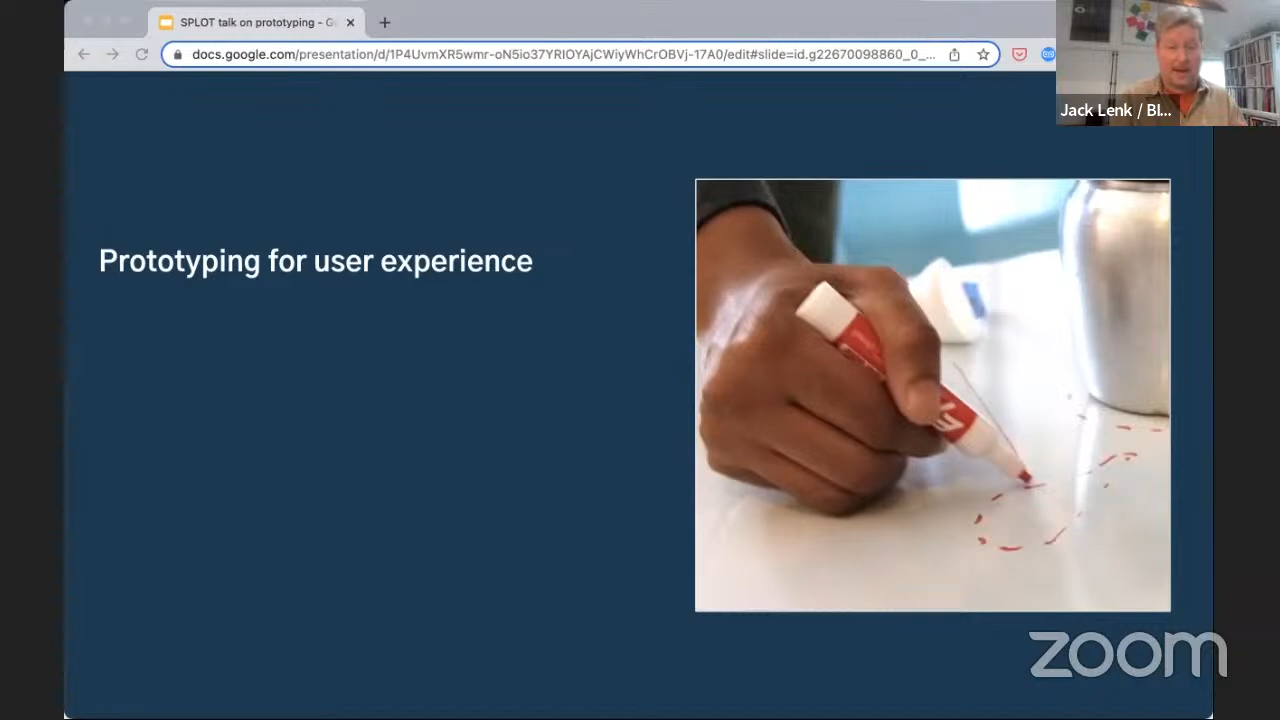 SPLOT talk on prototyping - G
docs.google.com/presentation/d/1P4UvmXR5wmr-oN5io37YRIOYAjCWiyWhCrOBVj-17A0/edit#slide=id.g22670098860_0_...
Jack Lenk / Bl...
Prototyping for user experience
zoom